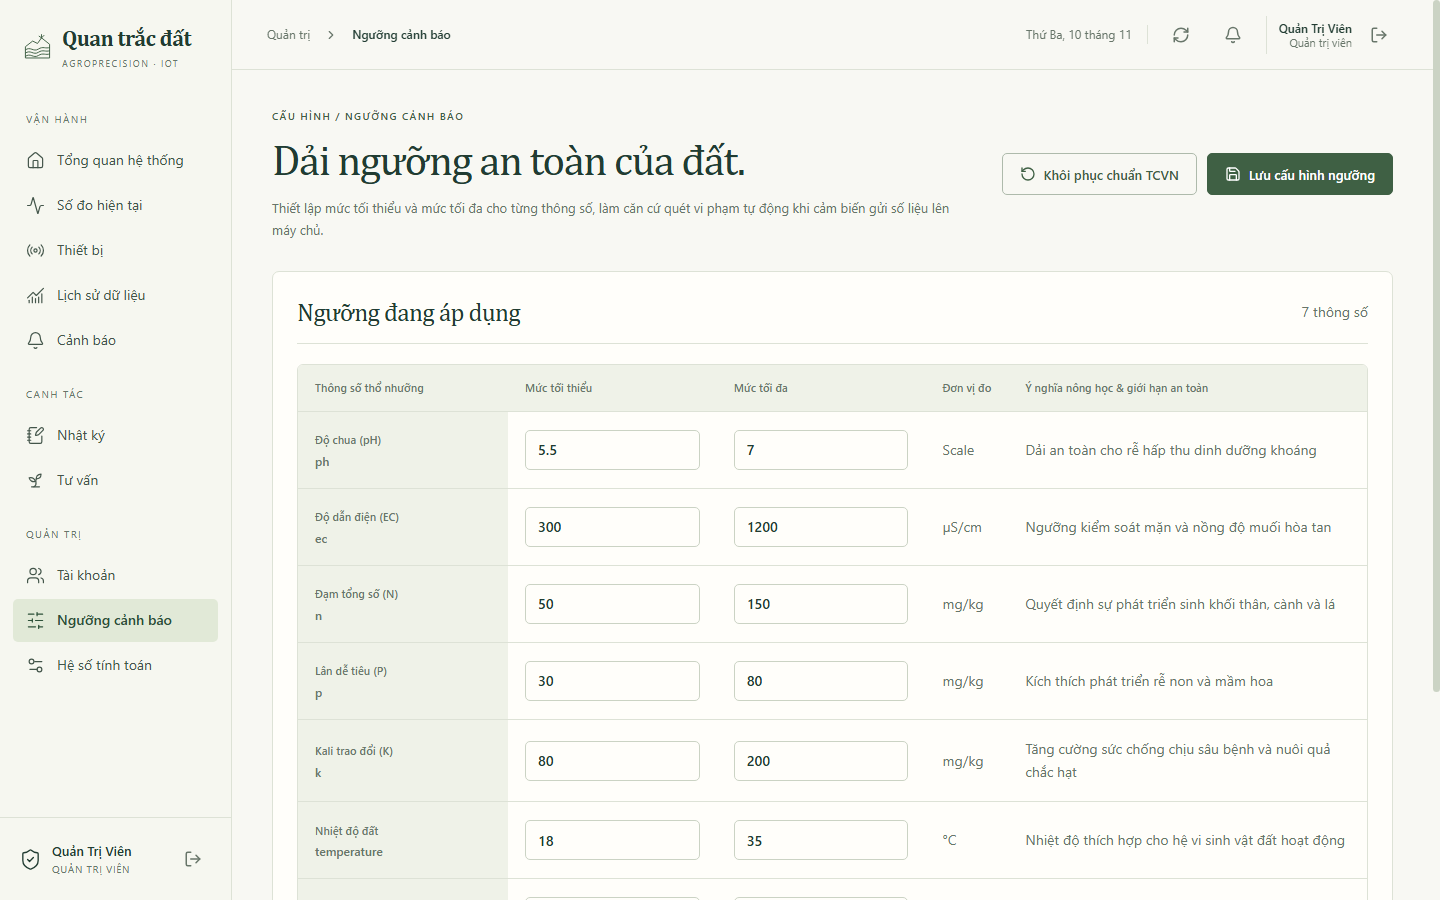 Quan trắc đất
AGROPRECISION · IOT
VẬN HÀNH
Tổng quan hệ thống
Số đo hiện tại
Thiết bị
Lịch sử dữ liệu
Cảnh báo
CANH TÁC
Nhật ký
Tư vấn
QUẢN TRỊ
Tài khoản
Ngưỡng cảnh báo
Hệ số tính toán
Quản Trị Viên
QUẢN TRỊ VIÊN
Quản trị
Ngưỡng cảnh báo
Thứ Ba, 10 tháng 11
Quản Trị Viên
Quản trị viên
CẤU HÌNH / NGƯỠNG CẢNH BÁO
Dải ngưỡng an toàn của đất.
Thiết lập mức tối thiểu và mức tối đa cho từng thông số, làm căn cứ quét vi phạm tự động khi cảm biến gửi số liệu lên
máy chủ.
Khôi phục chuẩn TCVN
Lưu cấu hình ngưỡng
Ngưỡng đang áp dụng
7 thông số
Thông số thổ nhưỡng Mức tối thiểu Mức tối đa Đơn vị đo Ý nghĩa nông học & giới hạn an toàn
Độ chua (pH)
ph
5.5 7 Scale Dải an toàn cho rễ hấp thu dinh dưỡng khoáng
Độ dẫn điện (EC)
ec
300 1200 µS/cm Ngưỡng kiểm soát mặn và nồng độ muối hòa tan
Đạm tổng số (N)
n
50 150 mg/kg Quyết định sự phát triển sinh khối thân, cành và lá
Lân dễ tiêu (P)
p
30 80 mg/kg Kích thích phát triển rễ non và mầm hoa
Kali trao đổi (K)
k
80 200 mg/kg Tăng cường sức chống chịu sâu bệnh và nuôi quả
chắc hạt
Nhiệt độ đất
temperature
18 35 °C Nhiệt độ thích hợp cho hệ vi sinh vật đất hoạt động